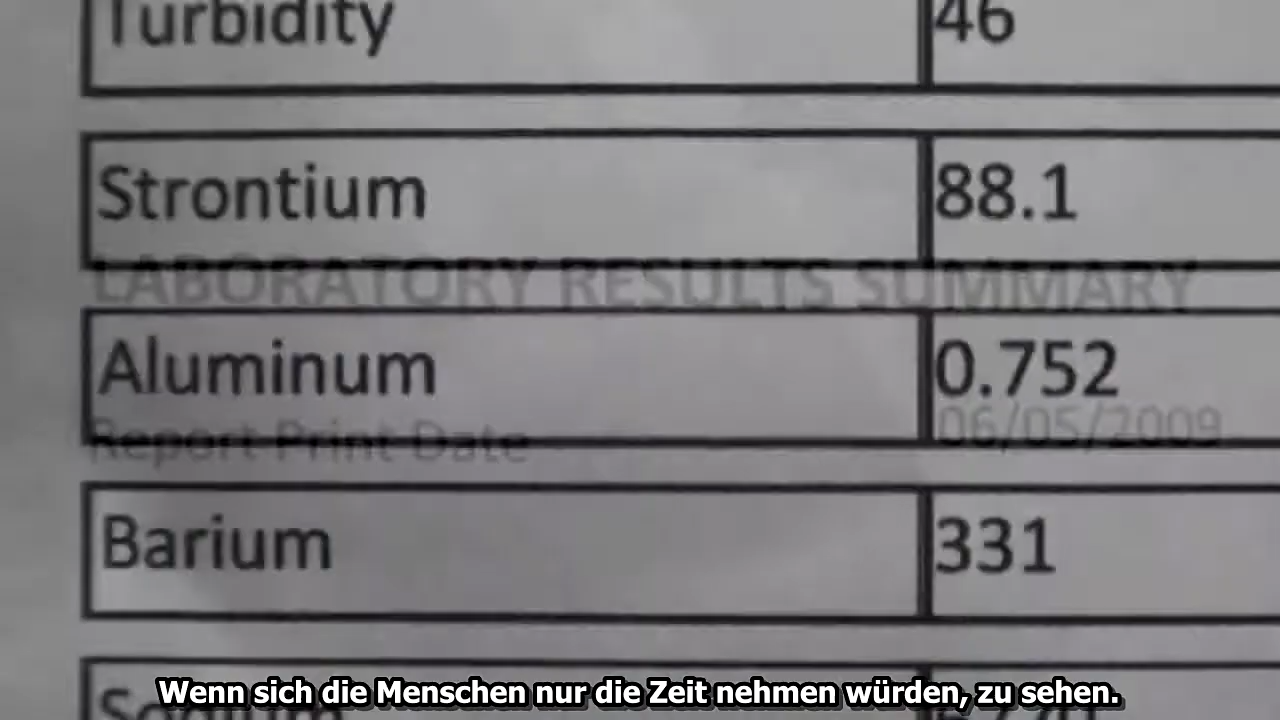 Turbidity 46
Strontium 88.1
LABORATORY RESULTS SUMMARY
Aluminum 0.752
Report Print Date 06/05/2009
Barium 331
Wenn sich die Menschen nur die Zeit nehmen würden, zu sehen.